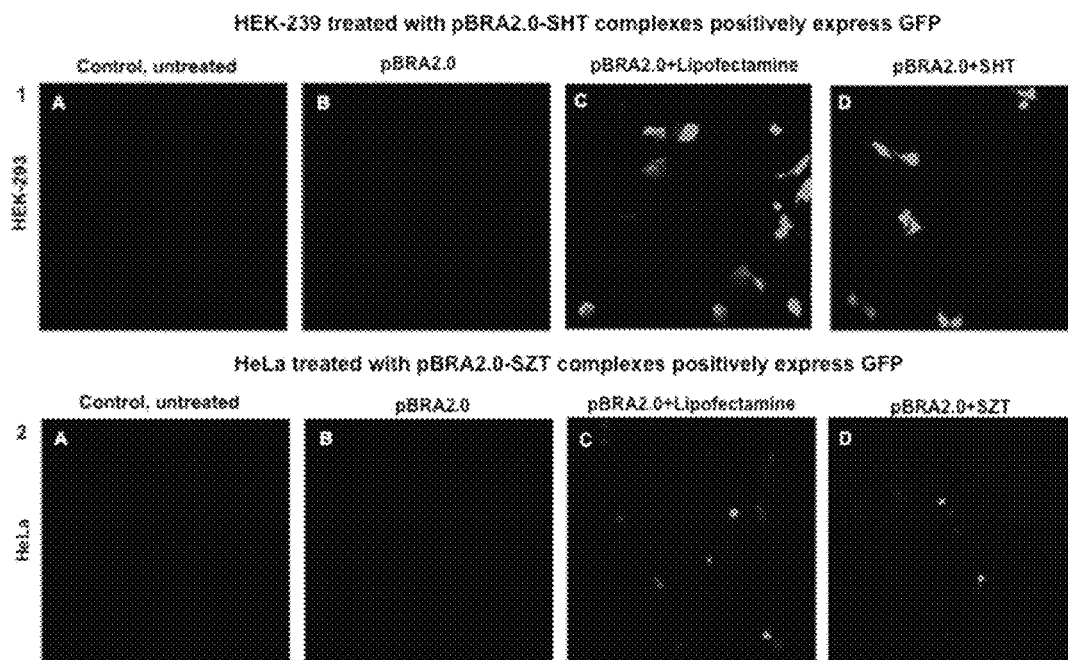 HEK-239 treated with pBRA2.0-SHT complexes positively express GFP
Control, untreated
pBRA2.0
pBRA2.0+Lipofectamine
pBRA2.0+SHT
1
A
B
C
D
HEK-293
HeLa treated with pBRA2.0-SZT complexes positively express GFP
Control, untreated
pBRA2.0
pBRA2.0+Lipofectamine
pBRA2.0+SZT
2
A
B
C
D
HeLa